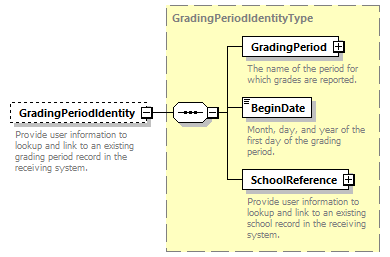 GradingPeriodIdentityType
GradingPeriod
The name of the period for
which grades are reported.
GradingPeriodIdentity
Provide user information to
lookup and link to an existing
grading period record in the
receiving system.
BeginDate
Month, day, and year of the
first day of the grading
period.
SchoolReference
Provide user information to
lookup and link to an existing
school record in the receiving
system.